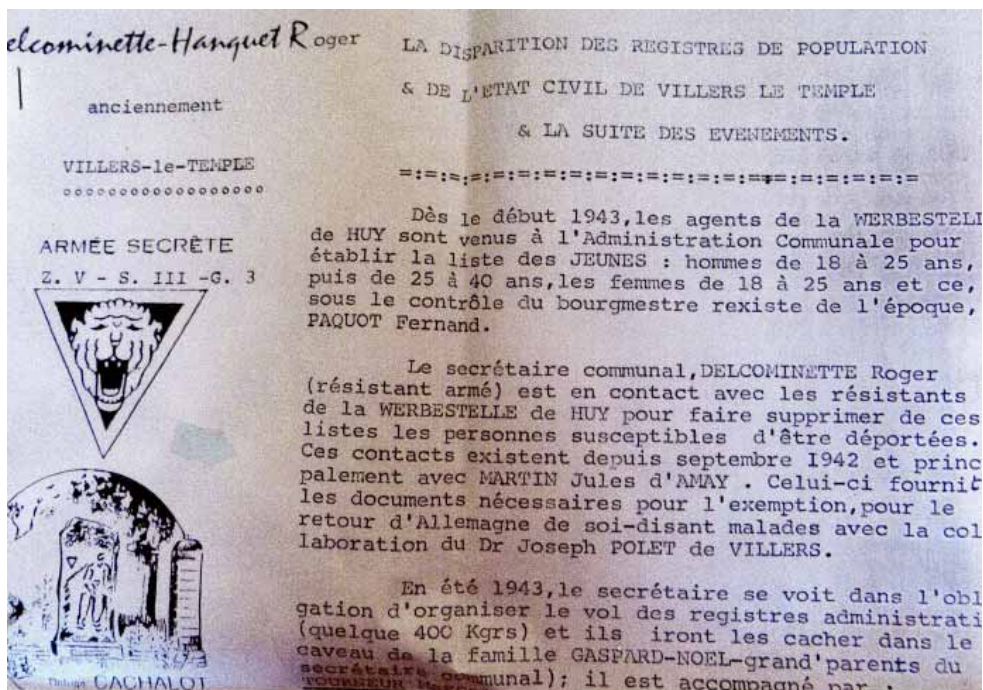 elcominette-Hanquet Roger
anciennement
VILLERS-le-TEMPLE
oooooooooooooooooo
ARMÉE SECRÈTE
Z. V - S. III -G. 3
CACHALOT
LA DISPARITION DES REGISTRES DE POPULATION
& DE L'ETAT CIVIL DE VILLERS LE TEMPLE
& LA SUITE DES EVENEMENTS.
=:=:=:=:=:=:=:=:=:=:=:=:=:=:=:=:=:=:=:=
Dès le début 1943,les agents de la WERBESTELL
de HUY sont venus à l'Administration Communale pour
établir la liste des JEUNES : hommes de 18 à 25 ans,
puis de 25 à 40 ans,les femmes de 18 à 25 ans et ce,
sous le contrôle du bourgmestre rexiste de l'époque,
PAQUOT Fernand.
Le secrétaire communal,DELCOMINETTE Roger
(résistant armé) est en contact avec les résistants
de la WERBESTELLE de HUY pour faire supprimer de ces
listes les personnes susceptibles d'être déportées.
Ces contacts existent depuis septembre I942 et princ
palement avec MARTIN Jules d'AMAY . Celui-ci fournit
les documents nécessaires pour l'exemption,pour le
retour d'Allemagne de soi-disant malades avec la col
laboration du Dr Joseph POLET de VILLERS.
En été 1943,le secrétaire se voit dans l'obl
gation d'organiser le vol des registres administrati
(quelque 400 Kgrs) et ils iront les cacher dans le
caveau de la famille GASPARD-NOEL-grand'parents du
secrétaire communal); il est accompagné par :